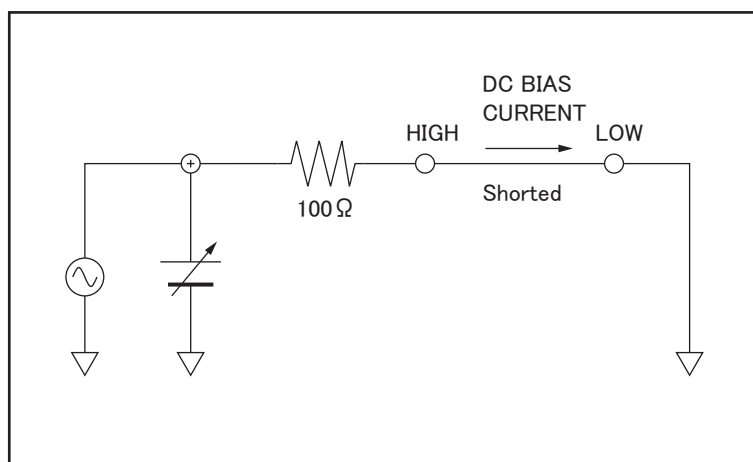 DC BIAS
CURRENT
HIGH
LOW
Shorted
100Ω